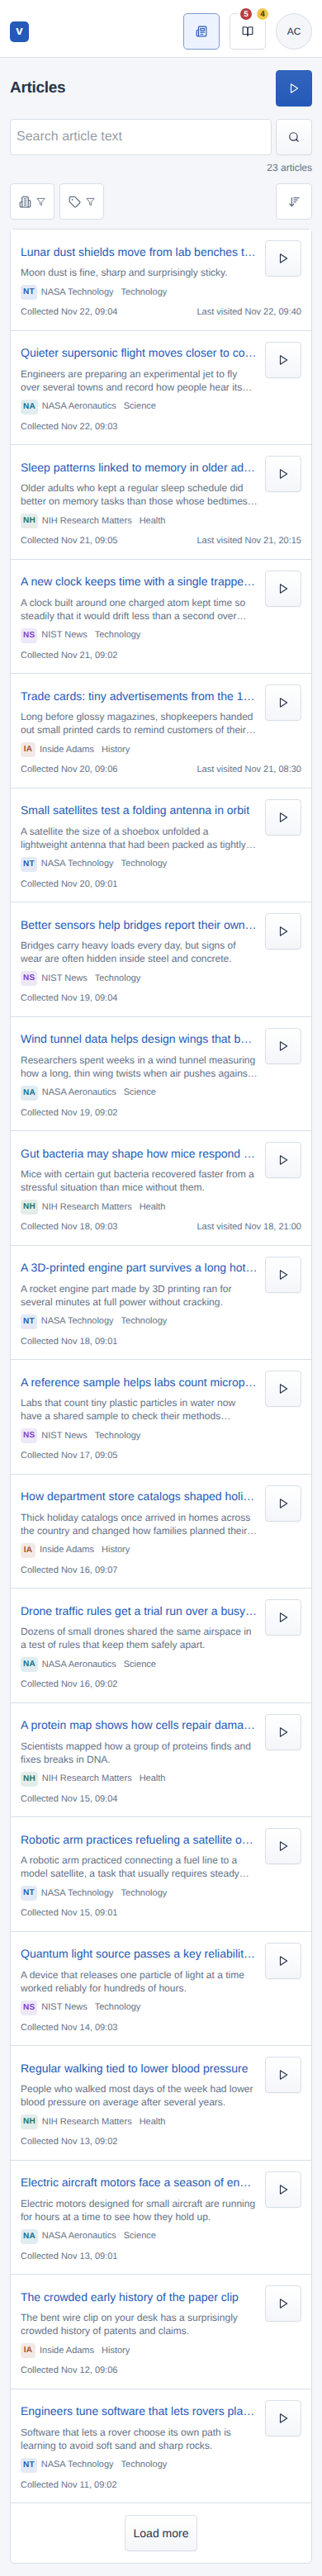 v
5
4
AC
Articles
Search article text
23 articles
Lunar dust shields move from lab benches t…
Moon dust is fine, sharp and surprisingly sticky.
NT NASA Technology Technology
Collected Nov 22, 09:04 Last visited Nov 22, 09:40
Quieter supersonic flight moves closer to co…
Engineers are preparing an experimental jet to fly
over several towns and record how people hear its…
NA NASA Aeronautics Science
Collected Nov 22, 09:03
Sleep patterns linked to memory in older ad…
Older adults who kept a regular sleep schedule did
better on memory tasks than those whose bedtimes…
NH NIH Research Matters Health
Collected Nov 21, 09:05 Last visited Nov 21, 20:15
A new clock keeps time with a single trappe…
A clock built around one charged atom kept time so
steadily that it would drift less than a second over…
NS NIST News Technology
Collected Nov 21, 09:02
Trade cards: tiny advertisements from the 1…
Long before glossy magazines, shopkeepers handed
out small printed cards to remind customers of their…
IA Inside Adams History
Collected Nov 20, 09:06 Last visited Nov 21, 08:30
Small satellites test a folding antenna in orbit
A satellite the size of a shoebox unfolded a
lightweight antenna that had been packed as tightly…
NT NASA Technology Technology
Collected Nov 20, 09:01
Better sensors help bridges report their own…
Bridges carry heavy loads every day, but signs of
wear are often hidden inside steel and concrete.
NS NIST News Technology
Collected Nov 19, 09:04
Wind tunnel data helps design wings that b…
Researchers spent weeks in a wind tunnel measuring
how a long, thin wing twists when air pushes agains…
NA NASA Aeronautics Science
Collected Nov 19, 09:02
Gut bacteria may shape how mice respond …
Mice with certain gut bacteria recovered faster from a
stressful situation than mice without them.
NH NIH Research Matters Health
Collected Nov 18, 09:03 Last visited Nov 18, 21:00
A 3D-printed engine part survives a long hot…
A rocket engine part made by 3D printing ran for
several minutes at full power without cracking.
NT NASA Technology Technology
Collected Nov 18, 09:01
A reference sample helps labs count microp…
Labs that count tiny plastic particles in water now
have a shared sample to check their methods…
NS NIST News Technology
Collected Nov 17, 09:05
How department store catalogs shaped holi…
Thick holiday catalogs once arrived in homes across
the country and changed how families planned their…
IA Inside Adams History
Collected Nov 16, 09:07
Drone traffic rules get a trial run over a busy…
Dozens of small drones shared the same airspace in
a test of rules that keep them safely apart.
NA NASA Aeronautics Science
Collected Nov 16, 09:02
A protein map shows how cells repair dama…
Scientists mapped how a group of proteins finds and
fixes breaks in DNA.
NH NIH Research Matters Health
Collected Nov 15, 09:04
Robotic arm practices refueling a satellite o…
A robotic arm practiced connecting a fuel line to a
model satellite, a task that usually requires steady…
NT NASA Technology Technology
Collected Nov 15, 09:01
Quantum light source passes a key reliabilit…
A device that releases one particle of light at a time
worked reliably for hundreds of hours.
NS NIST News Technology
Collected Nov 14, 09:03
Regular walking tied to lower blood pressure
People who walked most days of the week had lower
blood pressure on average after several years.
NH NIH Research Matters Health
Collected Nov 13, 09:02
Electric aircraft motors face a season of en…
Electric motors designed for small aircraft are running
for hours at a time to see how they hold up.
NA NASA Aeronautics Science
Collected Nov 13, 09:01
The crowded early history of the paper clip
The bent wire clip on your desk has a surprisingly
crowded history of patents and claims.
IA Inside Adams History
Collected Nov 12, 09:06
Engineers tune software that lets rovers pla…
Software that lets a rover choose its own path is
learning to avoid soft sand and sharp rocks.
NT NASA Technology Technology
Collected Nov 11, 09:02
Load more